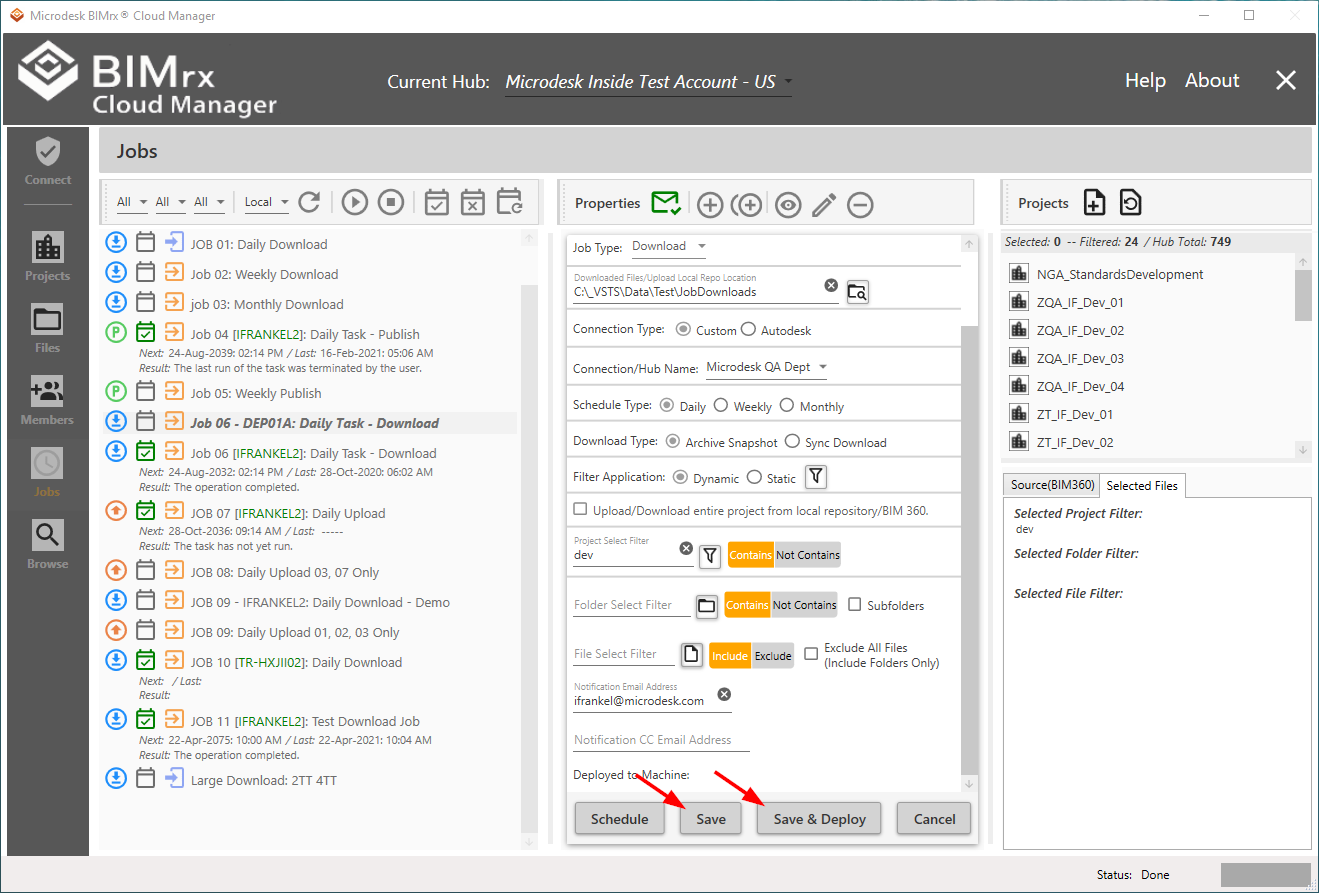 Microdesk BIMrx® Cloud Manager
BIMrx
Cloud Manager
Current Hub: Microdesk Inside Test Account - US
Help About
Connect
Projects
Files
Members
Jobs
Browse
Jobs
All All All Local
JOB 01: Daily Download
Job 02: Weekly Download
job 03: Monthly Download
P Job 04 [IFRANKEL2]: Daily Task - Publish
Next: 24-Aug-2039: 02:14 PM / Last: 16-Feb-2021: 05:06 AM
Result: The last run of the task was terminated by the user.
P Job 05: Weekly Publish
Job 06 - DEP01A: Daily Task - Download
Job 06 [IFRANKEL2]: Daily Task - Download
Next: 24-Aug-2032: 02:14 PM / Last: 28-Oct-2020: 06:02 AM
Result: The operation completed.
JOB 07 [IFRANKEL2]: Daily Upload
Next: 28-Oct-2036: 09:14 AM / Last: -----
Result: The task has not yet run.
JOB 08: Daily Upload 03, 07 Only
JOB 09 - IFRANKEL2: Daily Download - Demo
JOB 09: Daily Upload 01, 02, 03 Only
JOB 10 [TR-HXJII02]: Daily Download
Next: / Last:
Result:
JOB 11 [IFRANKEL2]: Test Download Job
Next: 22-Apr-2075: 10:00 AM / Last: 22-Apr-2021: 10:04 AM
Result: The operation completed.
Large Download: 2TT 4TT
Properties
Job Type: Download
Downloaded Files/Upload Local Repo Location
C:\_VSTS\Data\Test\JobDownloads
Connection Type: Custom Autodesk
Connection/Hub Name: Microdesk QA Dept
Schedule Type: Daily Weekly Monthly
Download Type: Archive Snapshot Sync Download
Filter Application: Dynamic Static
Upload/Download entire project from local repository/BIM 360.
Project Select Filter
dev Contains Not Contains
Folder Select Filter Contains Not Contains Subfolders
File Select Filter Include Exclude Exclude All Files
(Include Folders Only)
Notification Email Address
ifrankel@microdesk.com
Notification CC Email Address
Deployed to Machine:
Schedule Save Save & Deploy Cancel
Projects
Selected: 0 -- Filtered: 24 / Hub Total: 749
NGA_StandardsDevelopment
ZQA_IF_Dev_01
ZQA_IF_Dev_02
ZQA_IF_Dev_03
ZQA_IF_Dev_04
ZT_IF_Dev_01
ZT_IF_Dev_02
Source(BIM360) Selected Files
Selected Project Filter:
dev
Selected Folder Filter:
Selected File Filter:
Status: Done